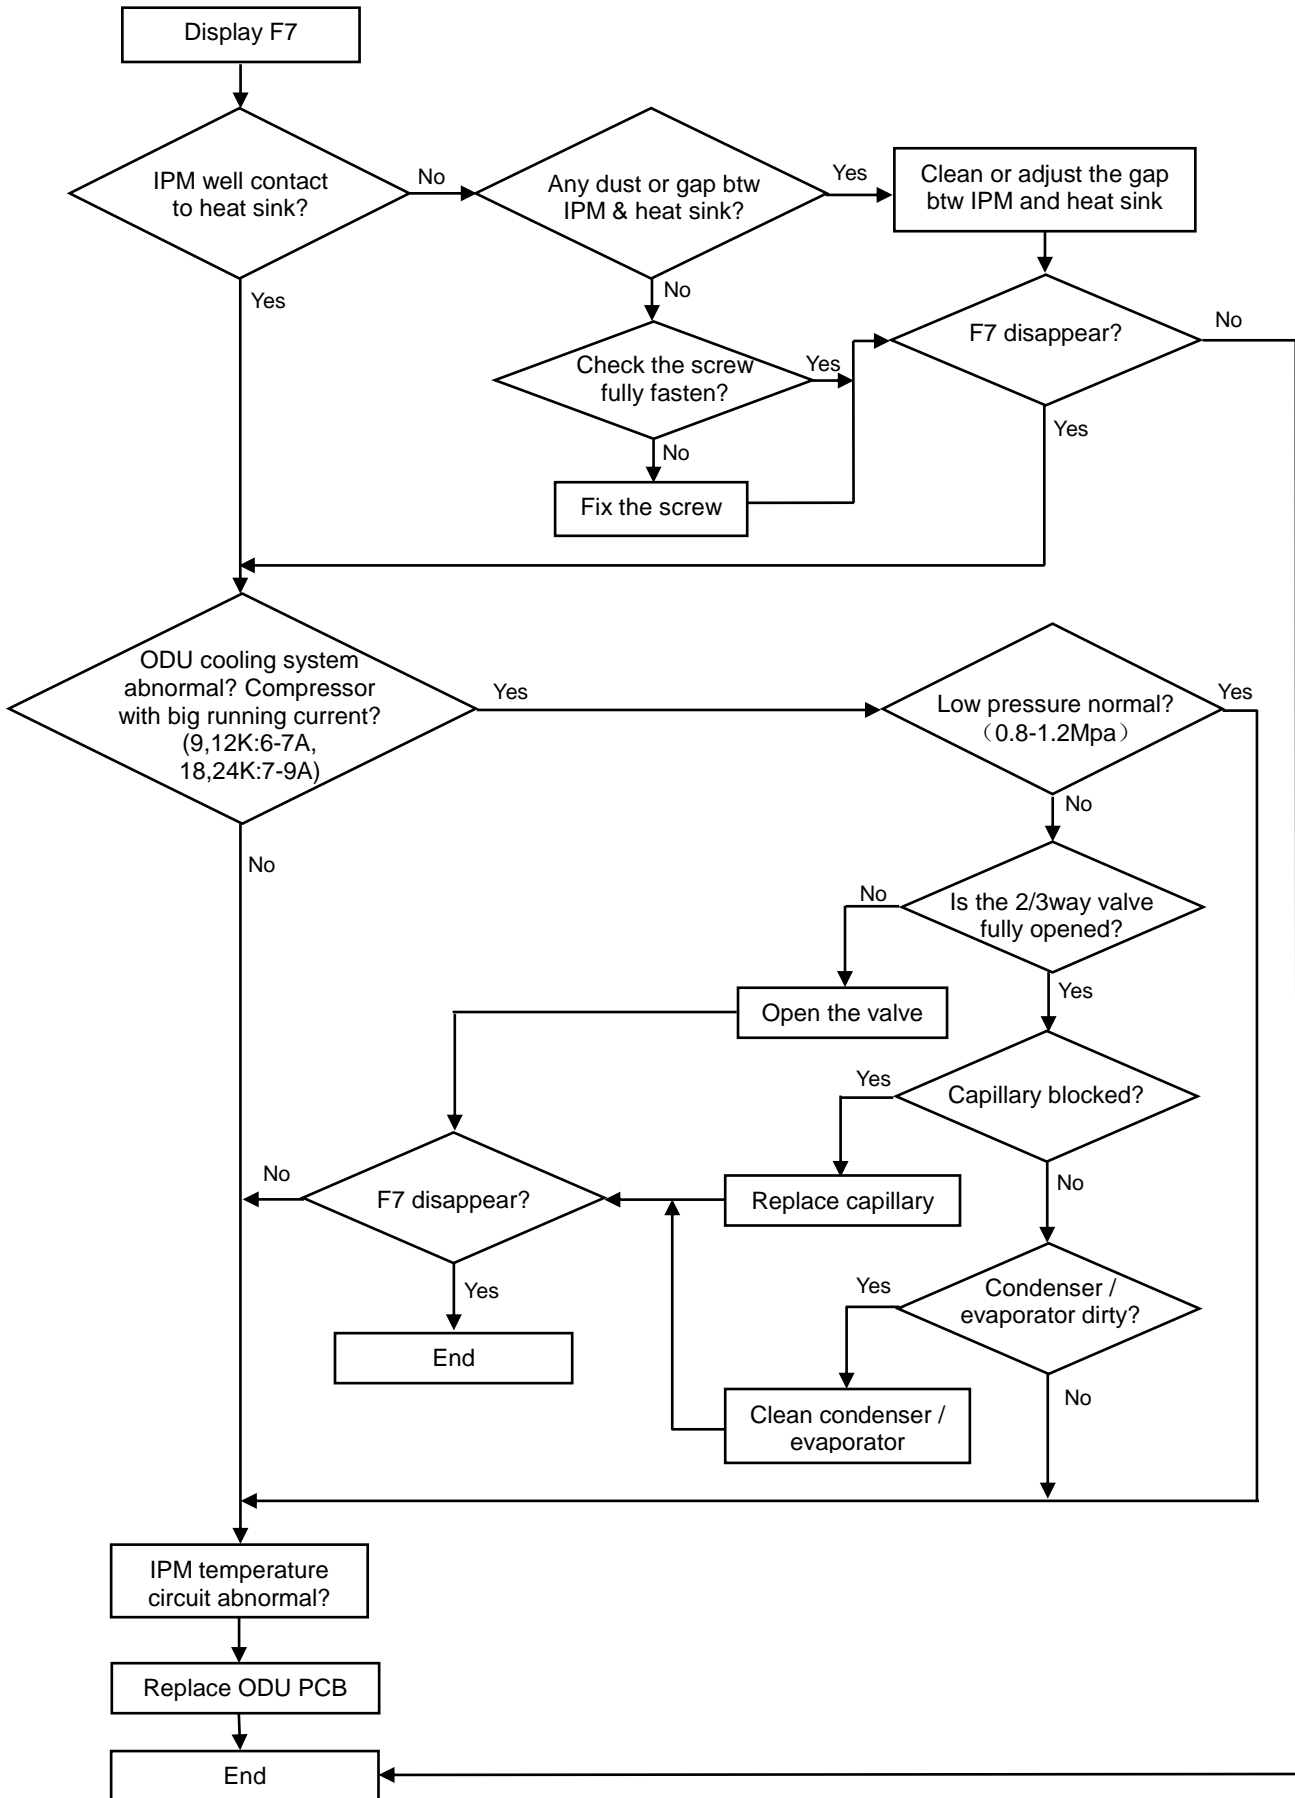 Display F7
IPM well contact
to heat sink?
No
Any dust or gap btw
IPM & heat sink?
Yes
Clean or adjust the gap
btw IPM and heat sink
Yes
No
F7 disappear?
No
Check the screw
fully fasten?
Yes
Yes
No
Fix the screw
ODU cooling system
abnormal? Compressor
with big running current?
(9,12K:6-7A,
18,24K:7-9A)
Yes
Low pressure normal?
（0.8-1.2Mpa）
Yes
No
No
Is the 2/3way valve
fully opened?
No
Yes
Open the valve
Yes
Capillary blocked?
No
F7 disappear?
Replace capillary
No
Yes
Yes
Condenser /
evaporator dirty?
End
No
Clean condenser /
evaporator
IPM temperature
circuit abnormal?
Replace ODU PCB
End